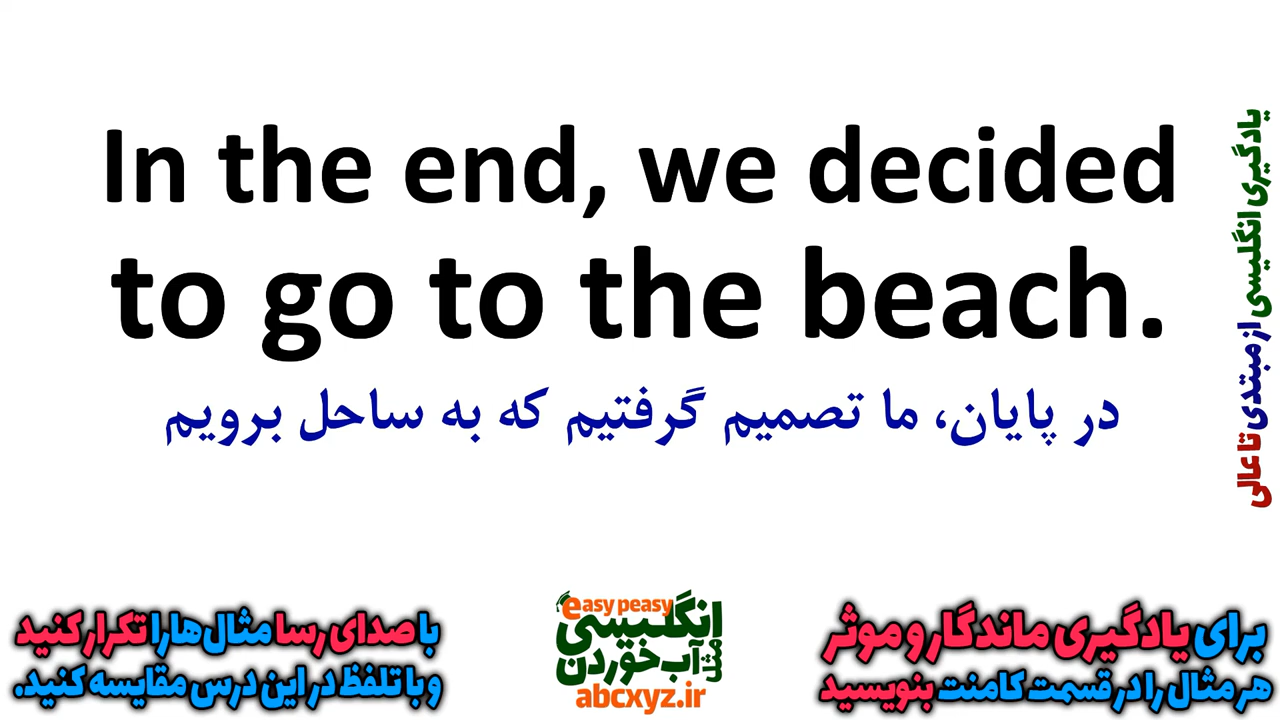 In the end, we decided
to go to the beach.
در پایان، ما تصمیم گرفتیم که به ساحل برویم
یادگیری انگلیسی از مبتدی تا عالی
برای یادگیری ماندگار و موثر
هر مثال را در قسمت کامنت بنویسید
easy peasy
انگلیسی
مثل آب خوردن
abcxyz.ir
با صدای رسا مثال‌ها را تکرار کنید
و با تلفظ در این درس مقایسه کنید.